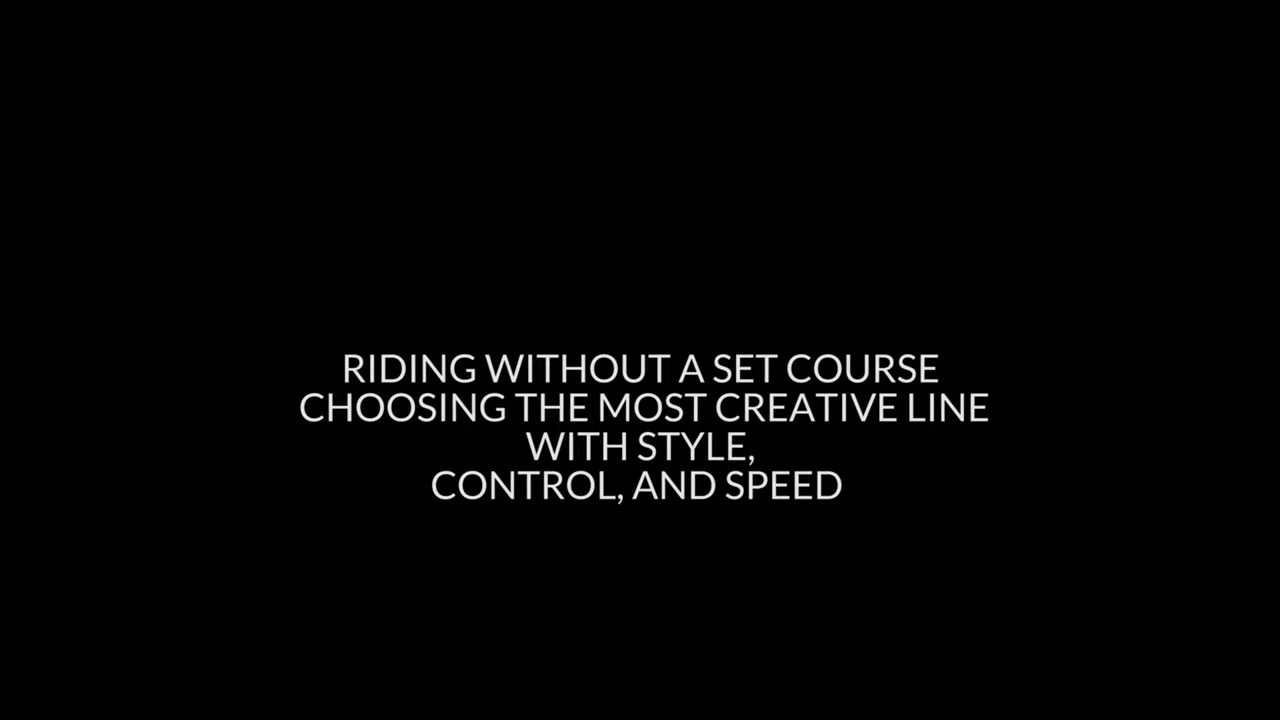 RIDING WITHOUT A SET COURSE
CHOOSING THE MOST CREATIVE LINE
WITH STYLE,
CONTROL, AND SPEED